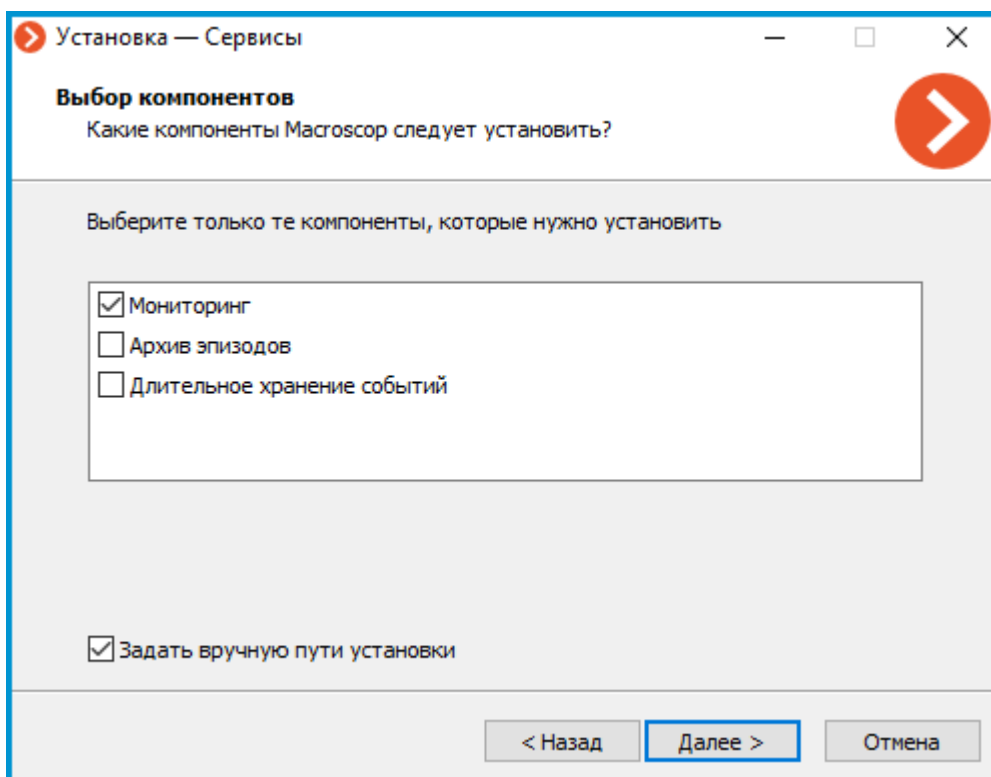 Установка — Сервисы
Выбор компонентов
Какие компоненты Macroscop следует установить?
Выберите только те компоненты, которые нужно установить
Мониторинг
Архив эпизодов
Длительное хранение событий
Задать вручную пути установки
< Назад
Далее >
Отмена